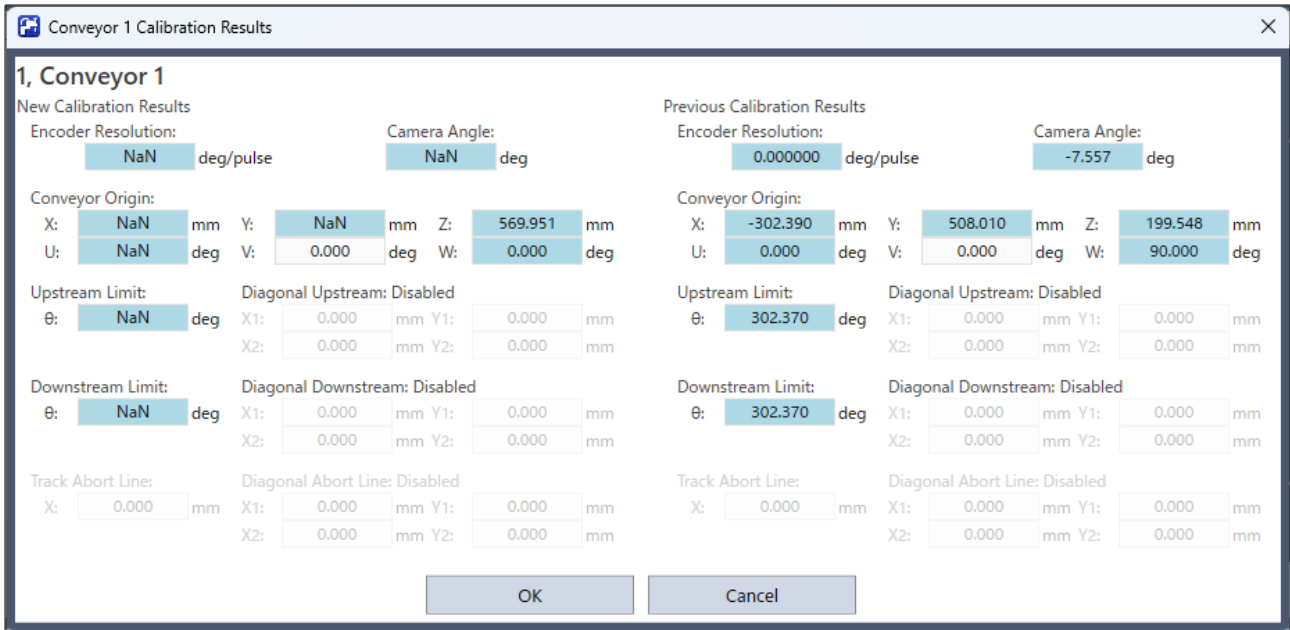 Conveyor 1 Calibration Results
1, Conveyor 1
New Calibration Results Previous Calibration Results
Encoder Resolution: Camera Angle: Encoder Resolution: Camera Angle:
NaN deg/pulse NaN deg 0.000000 deg/pulse -7.557 deg
Conveyor Origin: Conveyor Origin:
X: NaN mm Y: NaN mm Z: 569.951 mm X: -302.390 mm Y: 508.010 mm Z: 199.548 mm
U: NaN deg V: 0.000 deg W: 0.000 deg U: 0.000 deg V: 0.000 deg W: 90.000 deg
Upstream Limit: Diagonal Upstream: Disabled Upstream Limit: Diagonal Upstream: Disabled
θ: NaN deg X1: 0.000 mm Y1: 0.000 mm θ: 302.370 deg X1: 0.000 mm Y1: 0.000 mm
X2: 0.000 mm Y2: 0.000 mm X2: 0.000 mm Y2: 0.000 mm
Downstream Limit: Diagonal Downstream: Disabled Downstream Limit: Diagonal Downstream: Disabled
θ: NaN deg X1: 0.000 mm Y1: 0.000 mm θ: 302.370 deg X1: 0.000 mm Y1: 0.000 mm
X2: 0.000 mm Y2: 0.000 mm X2: 0.000 mm Y2: 0.000 mm
Track Abort Line: Diagonal Abort Line: Disabled Track Abort Line: Diagonal Abort Line: Disabled
X: 0.000 mm X1: 0.000 mm Y1: 0.000 mm X: 0.000 mm X1: 0.000 mm Y1: 0.000 mm
X2: 0.000 mm Y2: 0.000 mm X2: 0.000 mm Y2: 0.000 mm
OK Cancel